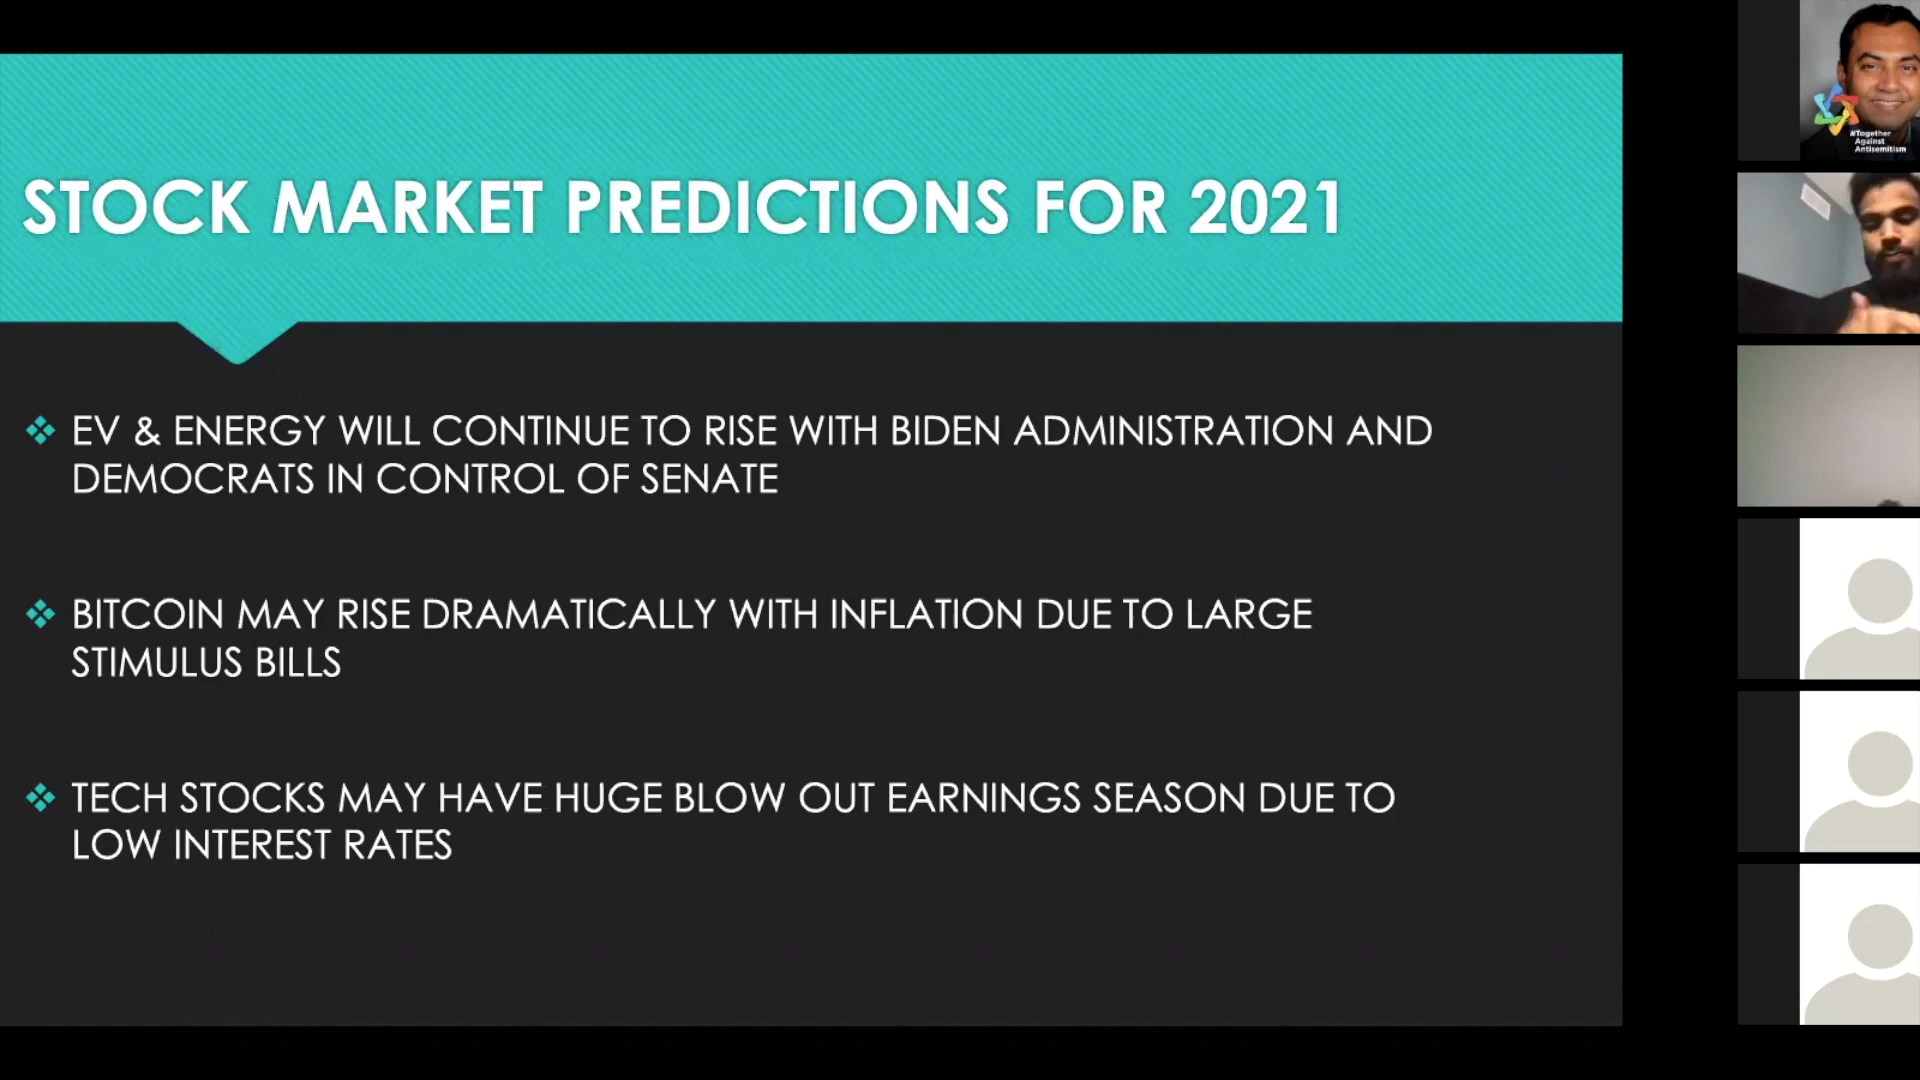 STOCK MARKET PREDICTIONS FOR 2021
EV & ENERGY WILL CONTINUE TO RISE WITH BIDEN ADMINISTRATION AND
DEMOCRATS IN CONTROL OF SENATE
BITCOIN MAY RISE DRAMATICALLY WITH INFLATION DUE TO LARGE
STIMULUS BILLS
TECH STOCKS MAY HAVE HUGE BLOW OUT EARNINGS SEASON DUE TO
LOW INTEREST RATES
#Together
Against
Antisemitism